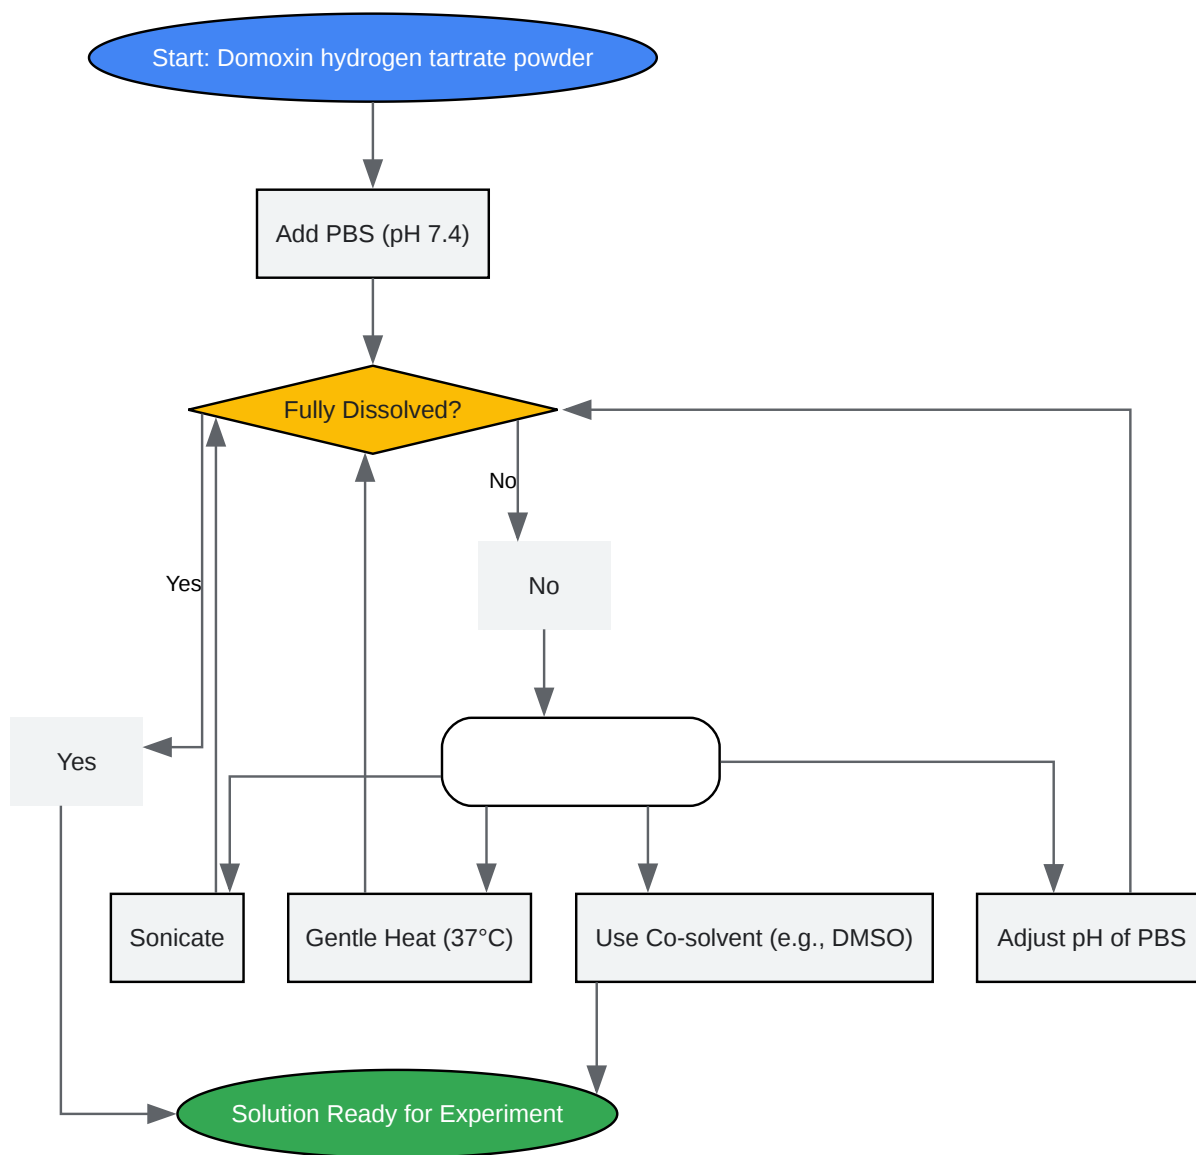 Start: Domoxin hydrogen tartrate powder
Add PBS (pH 7.4)
Fully Dissolved?
No
Yes
No
Yes
Sonicate
Gentle Heat (37°C)
Use Co-solvent (e.g., DMSO)
Adjust pH of PBS
Solution Ready for Experiment